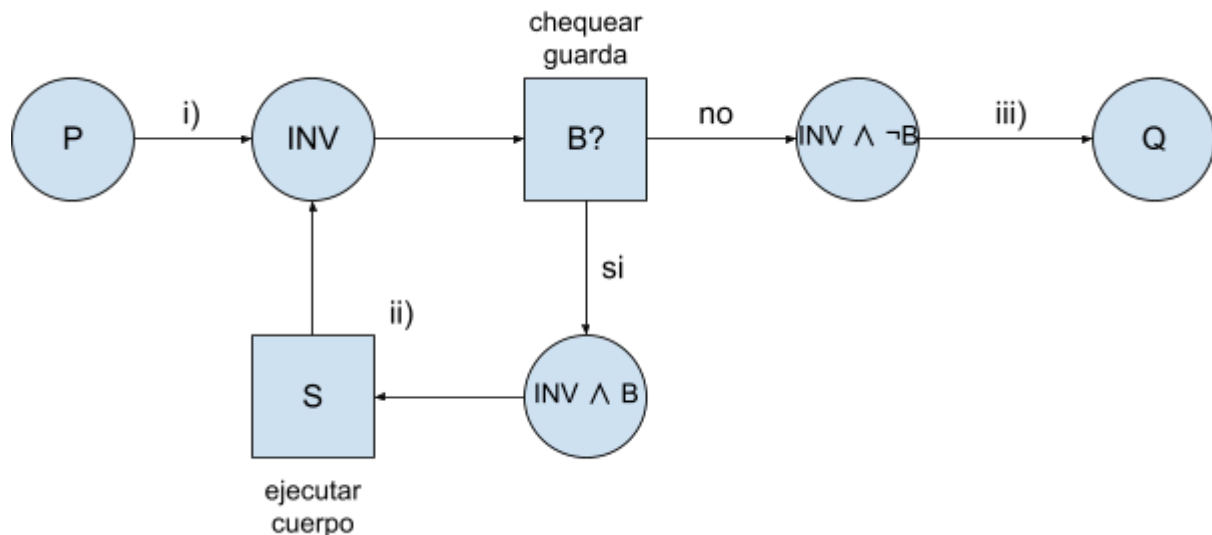 chequear
guarda
P
i)
INV
B?
no
INV ∧ ¬B
iii)
Q
si
ii)
S
INV ∧ B
ejecutar
cuerpo